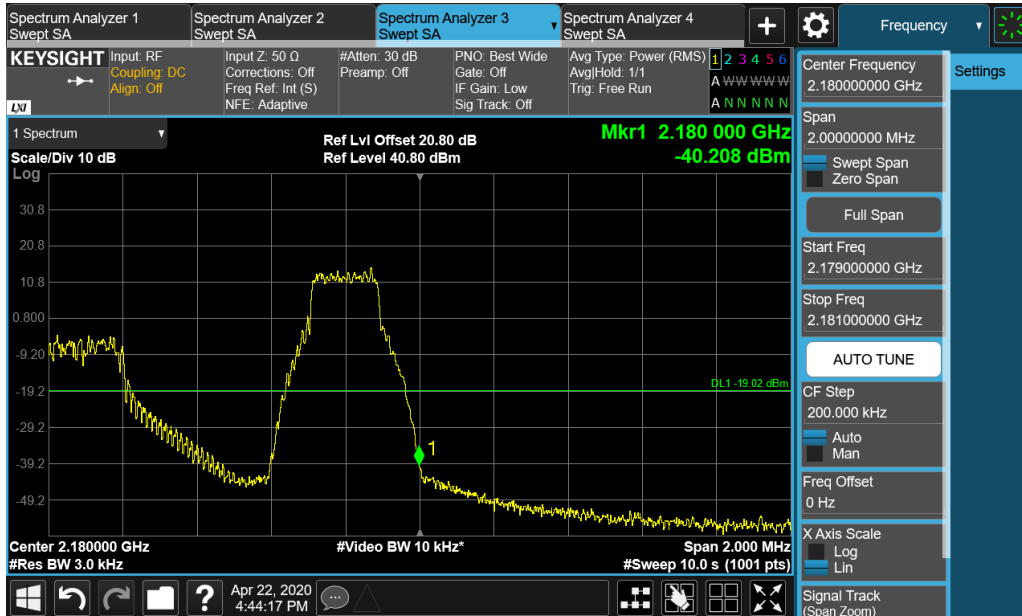 Spectrum Analyzer 1
Swept SA
Spectrum Analyzer 2
Swept SA
Spectrum Analyzer 3
Swept SA
Spectrum Analyzer 4
Swept SA
Frequency
KEYSIGHT
LXI
Input: RF
Coupling: DC
Align: Off
Input Z: 50 Ω
Corrections: Off
Freq Ref: Int (S)
NFE: Adaptive
#Atten: 30 dB
Preamp: Off
PNO: Best Wide
Gate: Off
IF Gain: Low
Sig Track: Off
Avg Type: Power (RMS)
Avg|Hold: 1/1
Trig: Free Run
1 2 3 4 5 6
A W W W W W
A N N N N N
1 Spectrum
Scale/Div 10 dB
Log
Ref Lvl Offset 20.80 dB
Ref Level 40.80 dBm
Mkr1 2.180 000 GHz
-40.208 dBm
30.8
20.8
10.8
0.800
-9.20
-19.2
-29.2
-39.2
-49.2
DL1 -19.02 dBm
1
Center 2.180000 GHz
#Res BW 3.0 kHz
#Video BW 10 kHz*
Span 2.000 MHz
#Sweep 10.0 s (1001 pts)
Center Frequency
2.180000000 GHz
Settings
Span
2.00000000 MHz
Swept Span
Zero Span
Full Span
Start Freq
2.179000000 GHz
Stop Freq
2.181000000 GHz
AUTO TUNE
CF Step
200.000 kHz
Auto
Man
Freq Offset
0 Hz
X Axis Scale
Log
Lin
Signal Track
(Span Zoom)
?
Apr 22, 2020
4:44:17 PM